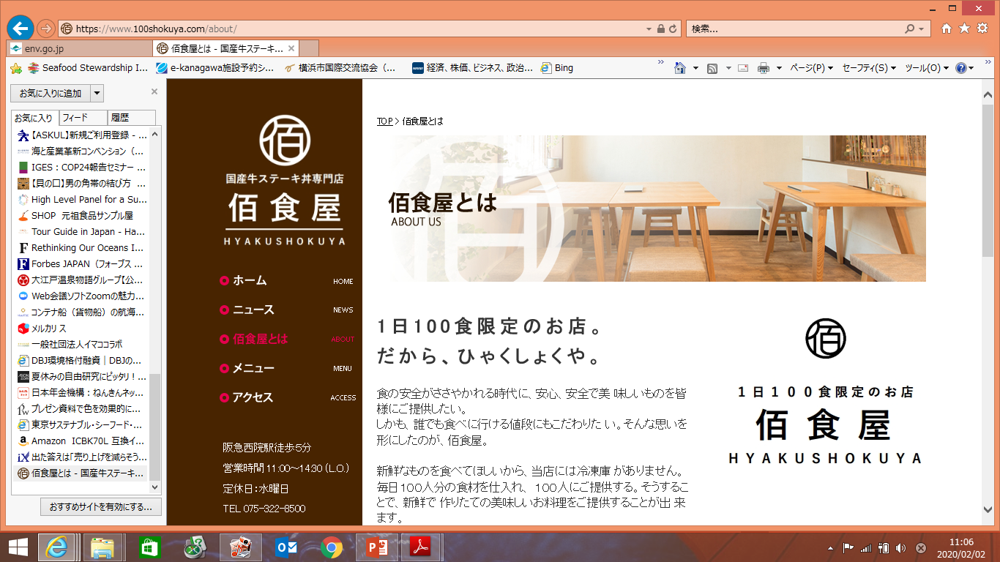 https://www.100shokuya.com/about/
検索...
env.go.jp
佰食屋とは - 国産牛ステーキ...
Seafood Stewardship I...
e-kanagawa施設予約シ...
横浜市国際交流協会（...
経済、株価、ビジネス、政治...
Bing
ページ(P)
セーフティ(S)
ツール(O)
お気に入りに追加
お気に入り
フィード
履歴
【ASKUL】新規ご利用登録 - ...
海と産業革新コンベンション（...
IGES：COP24報告セミナー ...
【貝の口】男の角帯の結び方 ...
High Level Panel for a Su...
SHOP 元祖食品サンプル屋
Tour Guide in Japan - Ha...
Rethinking Our Oceans I...
Forbes JAPAN（フォーブス ...
大江戸温泉物語グループ【公...
Web会議ソフトZoomの魅力...
コンテナ船（貨物船）の航海...
メルカリ ス
一般社団法人イマココラボ
DBJ環境格付融資｜DBJの...
夏休みの自由研究にピッタリ！...
日本年金機構：ねんきんネッ...
プレゼン資料で色を効果的に...
東京サステナブル・シーフード・...
Amazon ICBK70L 互換イ...
出た答えは「売り上げを減らそう...
佰食屋とは - 国産牛ステーキ...
おすすめサイトを有効にする...
佰
国産牛ステーキ丼専門店
佰食屋
HYAKUSHOKUYA
ホーム HOME
ニュース NEWS
佰食屋とは ABOUT
メニュー MENU
アクセス ACCESS
阪急西院駅徒歩5分
営業時間 11:00～14:30 (L.O.)
定休日：水曜日
TEL 075-322-8500
TOP > 佰食屋とは
佰食屋とは
ABOUT US
1日100食限定のお店。
だから、ひゃくしょくや。
食の安全がささやかれる時代に、安心、安全で美 味しいものを皆
様にご提供したい。
しかも、誰でも食べに行ける値段にもこだわりた い。そんな思いを
形にしたのが、佰食屋。
新鮮なものを食べてほしいから、当店には冷凍庫 がありません。
毎日100人分の食材を仕入れ、 100人にご提供する。そうするこ
とで、新鮮で 作りたての美味しいお料理をご提供することが出 来
ます。
佰
1日100食限定のお店
佰食屋
HYAKUSHOKUYA
11:06
2020/02/02